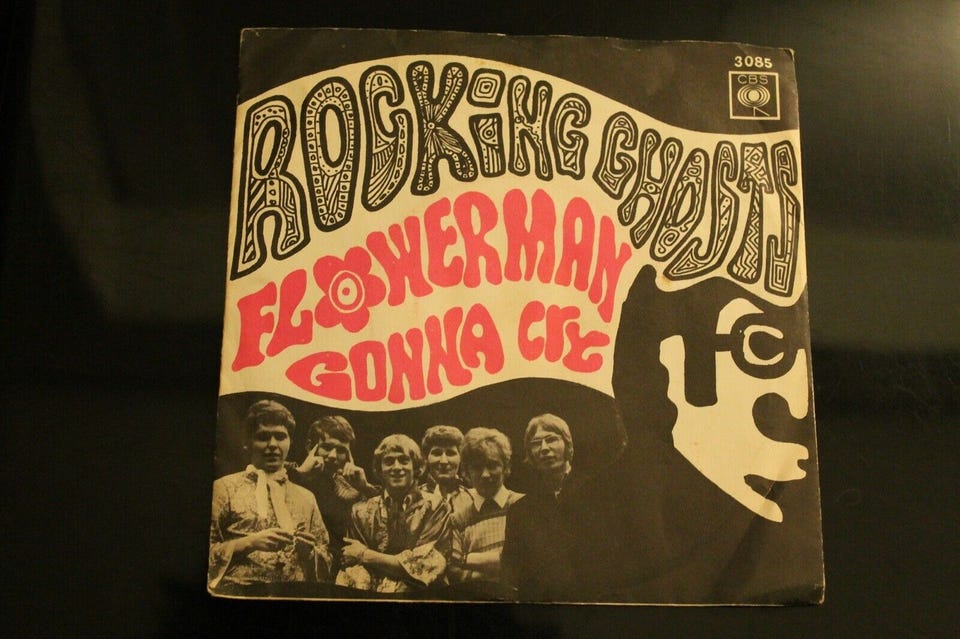 3085
CBS
ROCKiNG GHOSTS
FLOWERMAN
GONNA CRY